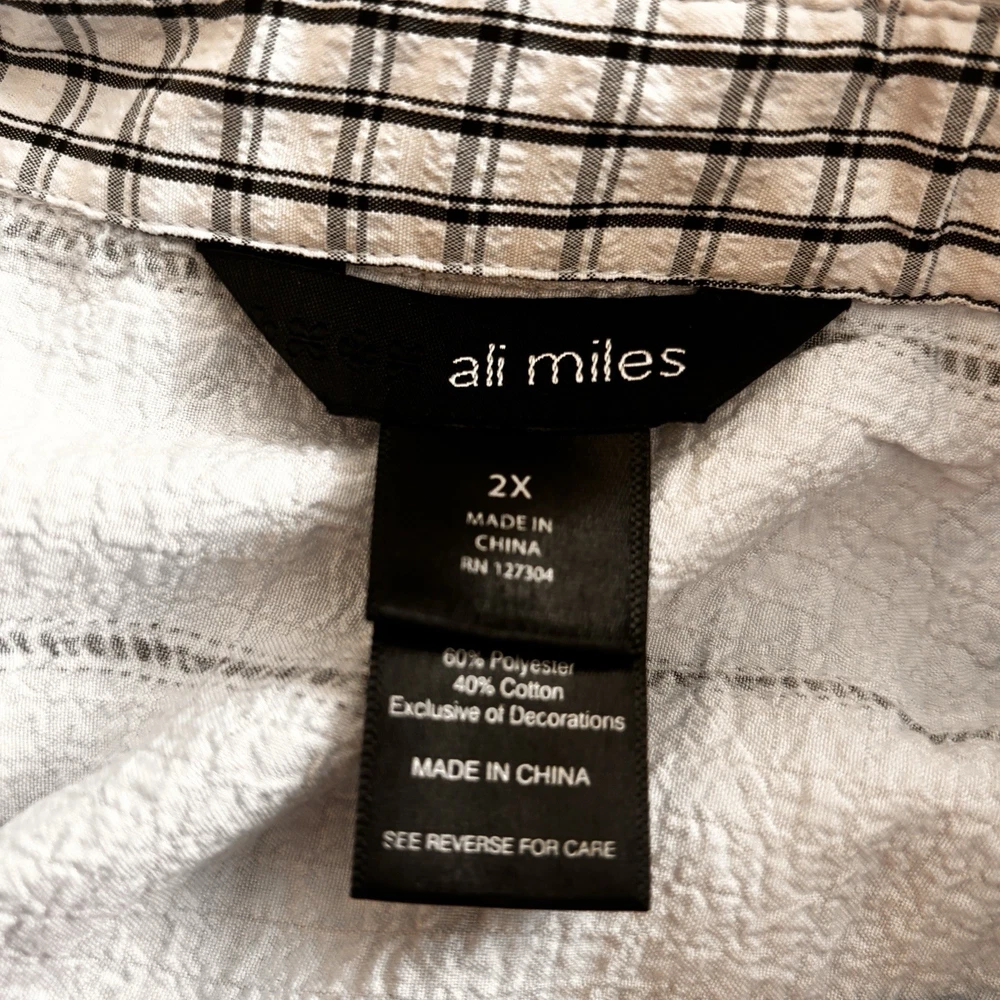 ali miles
2X
MADE IN
CHINA
RN 127304
60% Polyester
40% Cotton
Exclusive of Decorations
MADE IN CHINA
SEE REVERSE FOR CARE